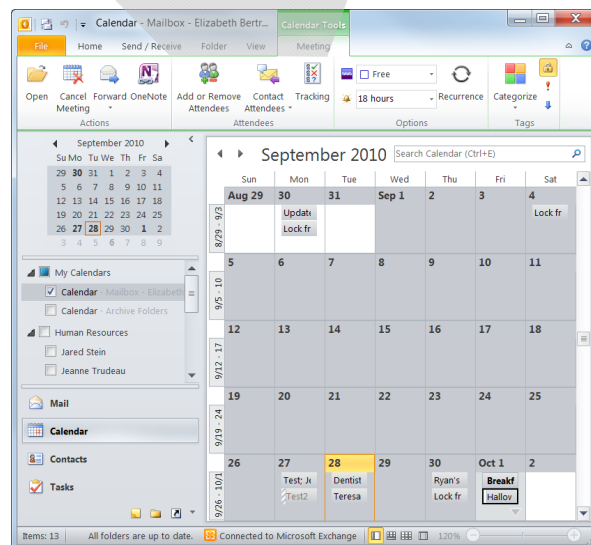 Calendar - Mailbox - Elizabeth Bertr...
Calendar Tools
File Home Send / Receive Folder View Meeting
Open Cancel Meeting Forward OneNote
Actions
Add or Remove Attendees Contact Attendees Tracking
Attendees
Free
18 hours
Recurrence
Options
Categorize
Tags
September 2010
Su Mo Tu We Th Fr Sa
29 30 31 1 2 3 4
5 6 7 8 9 10 11
12 13 14 15 16 17 18
19 20 21 22 23 24 25
26 27 28 29 30 1 2
3 4 5 6 7 8 9
My Calendars
Calendar - Mailbox - Elizabeth
Calendar - Archive Folders
Human Resources
Jared Stein
Jeanne Trudeau
Mail
Calendar
Contacts
Tasks
September 2010
Search Calendar (Ctrl+E)
Sun Mon Tue Wed Thu Fri Sat
8/29 - 9/3
Aug 29 30 31 Sep 1 2 3 4
Update Lock fr
Lock fr
9/5 - 10
5 6 7 8 9 10 11
9/12 - 17
12 13 14 15 16 17 18
9/19 - 24
19 20 21 22 23 24 25
9/26 - 10/1
26 27 28 29 30 Oct 1 2
Test; Je Dentist Ryan's Breakf
Test2 Teresa Lock fr Hallov
Items: 13 All folders are up to date. Connected to Microsoft Exchange 120%